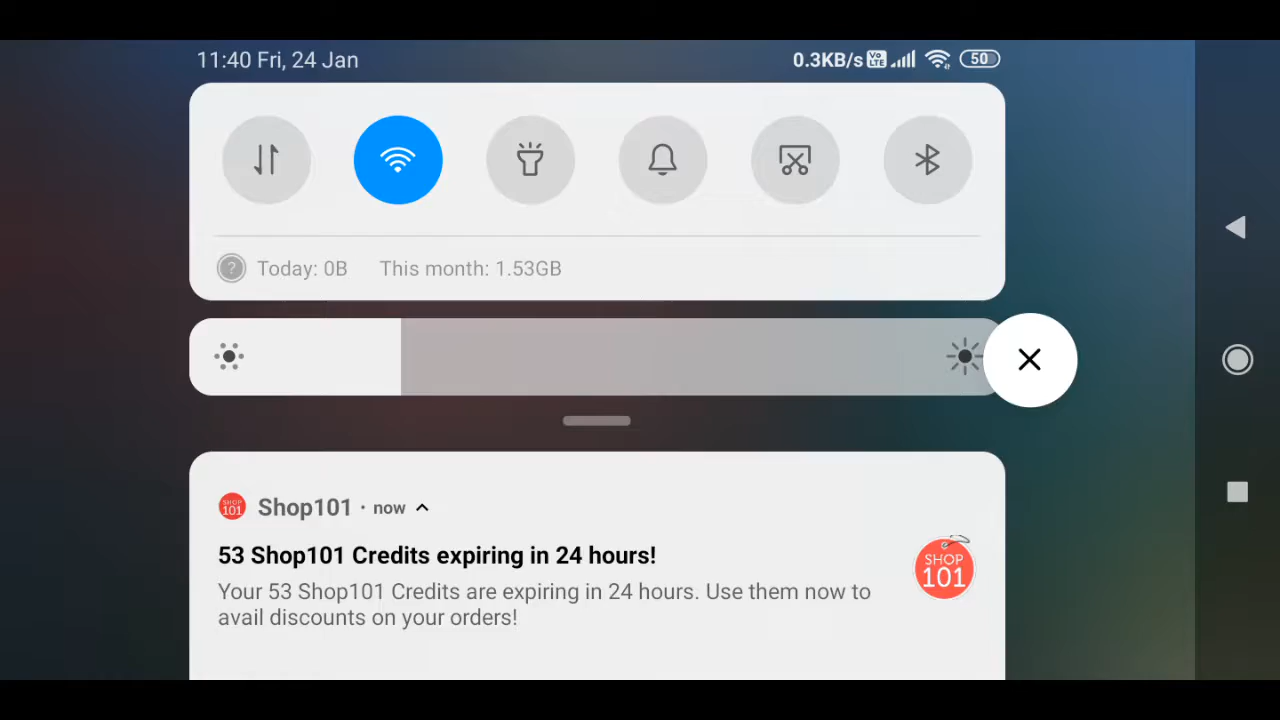 11:40 Fri, 24 Jan 0.3KB/s Vo LTE 50
Today: 0B This month: 1.53GB
SHOP 101 Shop101 · now
53 Shop101 Credits expiring in 24 hours!
Your 53 Shop101 Credits are expiring in 24 hours. Use them now to
avail discounts on your orders!
SHOP
101